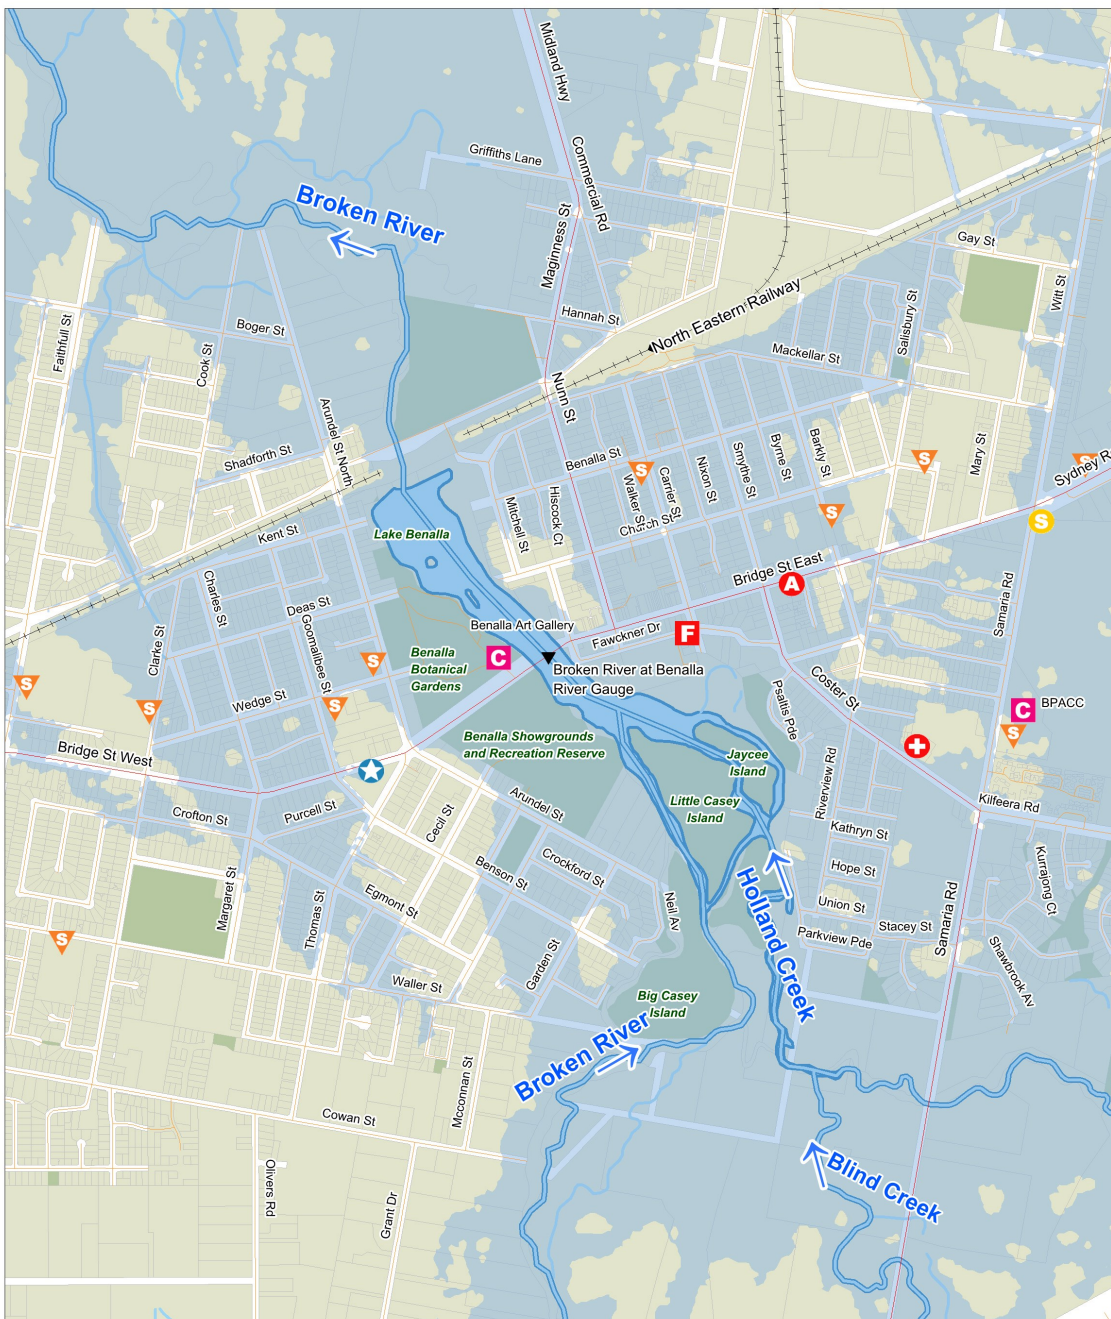 Midland Hwy
Commercial Rd
Griffiths Lane
Broken River
Maginness St
Gay St
Witt St
Salisbury St
North Eastern Railway
Hannah St
Boger St
Faithfull St
Cook St
Mackellar St
Nunn St
Arundel St North
Shadforth St
Benalla St
Walker St
Carrier St
Nixon St
Smythe St
Byrne St
Barkly St
Mary St
Sydney R
S
S
S
S
S
Mitchell St
Hiscock Ct
Church St
Kent St
Lake Benalla
Bridge St East
A
Samaria Rd
Charles St
Deas St
Goomalibee St
Clarke St
Benalla Art Gallery
Fawckner Dr
F
C
Benalla
Botanical
Gardens
Broken River at Benalla
River Gauge
Coster St
Psaltis Pde
S
S
S
S
Wedge St
C
BPACC
S
Bridge St West
Benalla Showgrounds
and Recreation Reserve
Jaycee
Island
Riverview Rd
Little Casey
Island
Kilfeera Rd
Crofton St
Purcell St
Cecil St
Arundel St
Kathryn St
Crockford St
Benson St
Hope St
Kurrajong Ct
Margaret St
Thomas St
Egmont St
Neil Av
Holland Creek
Union St
Stacey St
Samaria Rd
Parkview Pde
Shawbrook Av
S
Garden St
Waller St
Big Casey
Island
Broken River
Mcconnan St
Cowan St
Olivers Rd
Grant Dr
Blind Creek